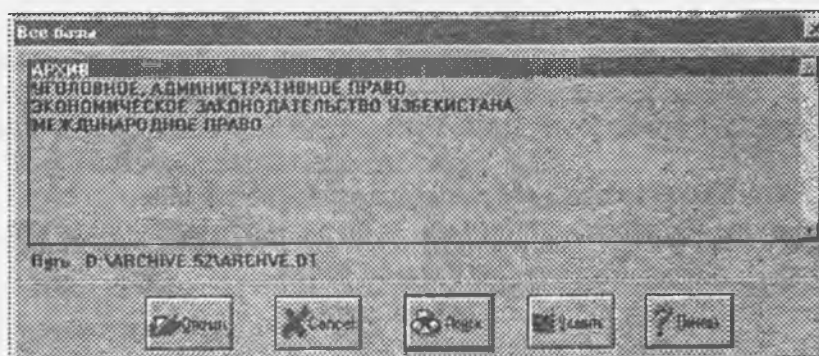 Все базы
АРХИВ
УГОЛОВНОЕ, АДМИНИСТРАТИВНОЕ ПРАВО
ЭКОНОМИЧЕСКОЕ ЗАКОНОДАТЕЛЬСТВО УЗБЕКИСТАНА
МЕЖДУНАРОДНОЕ ПРАВО
Путь D:\ARCHIVE.52\ARCHVE.DT
Открыть Cancel Поиск Удалить Помощь